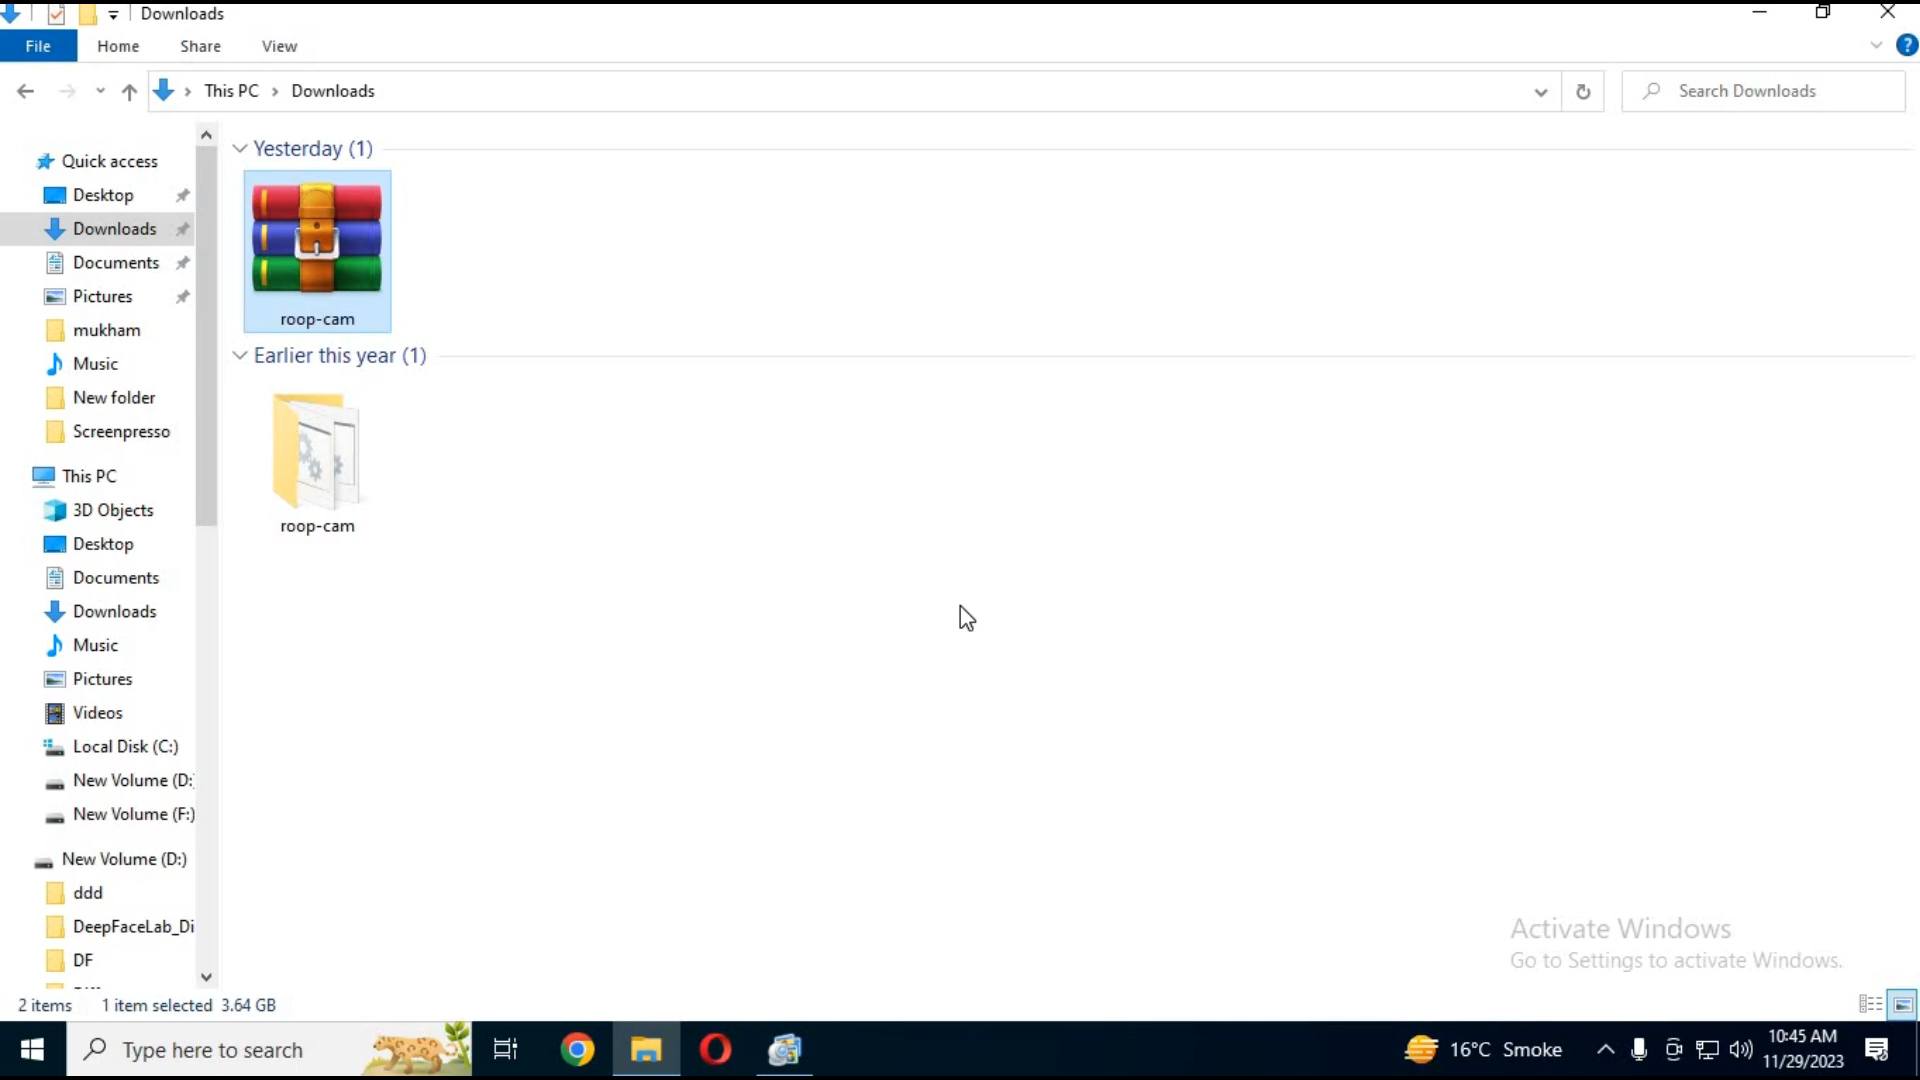 Downloads
File Home Share View
This PC Downloads
Search Downloads
Quick access
Desktop
Downloads
Documents
Pictures
mukham
Music
New folder
Screenpresso
This PC
3D Objects
Desktop
Documents
Downloads
Music
Pictures
Videos
Local Disk (C:)
New Volume (D:
New Volume (F:)
New Volume (D:)
ddd
DeepFaceLab_Di
DF
Yesterday (1)
roop-cam
Earlier this year (1)
roop-cam
Activate Windows
Go to Settings to activate Windows.
2 items 1 item selected 3.64 GB
Type here to search
16°C Smoke
10:45 AM
11/29/2023